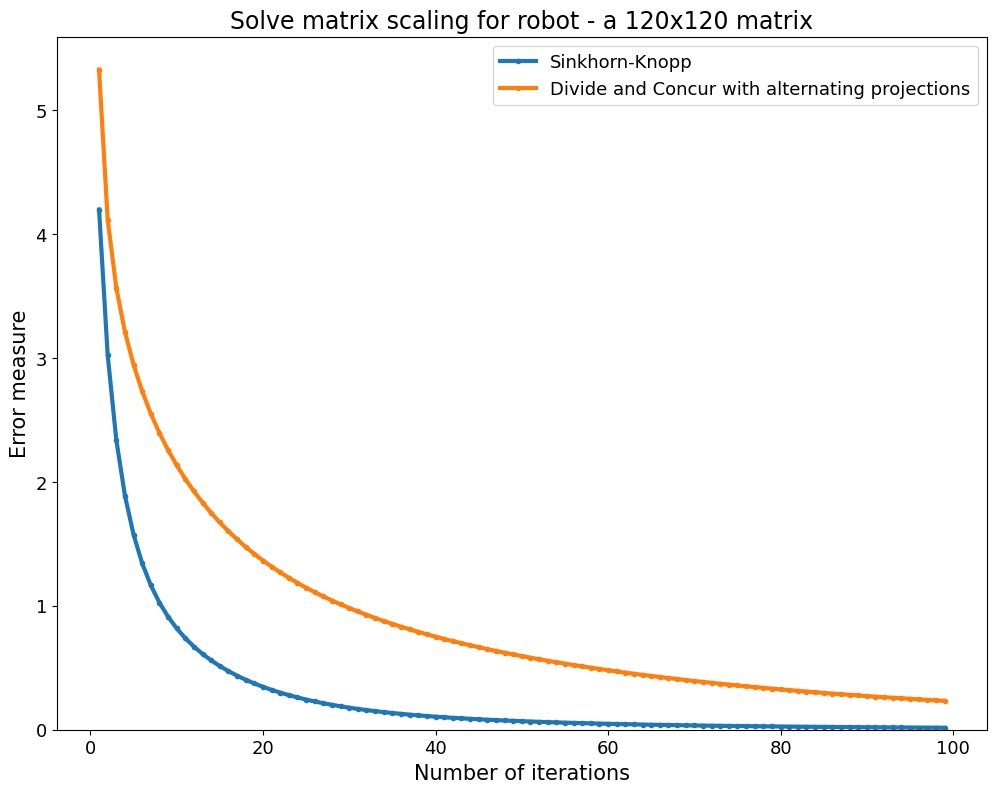 Solve matrix scaling for robot - a 120x120 matrix
Sinkhorn-Knopp
Divide and Concur with alternating projections
Error measure
5
4
3
2
1
0
0 20 40 60 80 100
Number of iterations